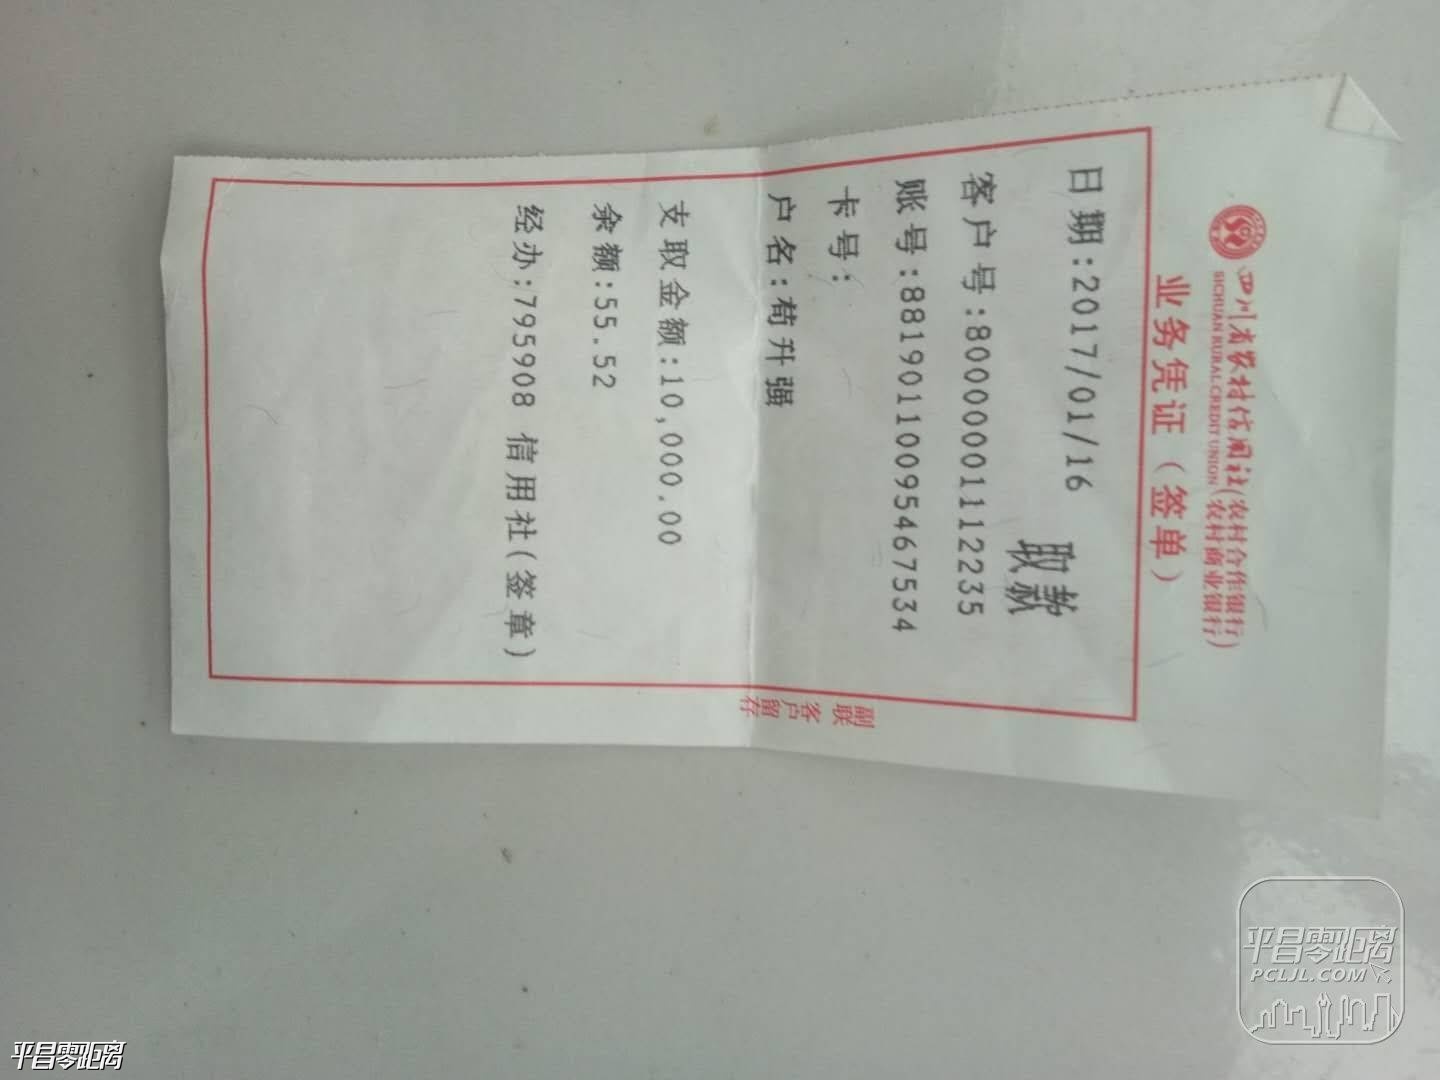 四川省农村信用社(农村合作银行)
SICHUAN RURAL CREDIT UNION(农村商业银行)
业务凭证(签单)
日期:2017/01/16
取款
客户号:80000001112235
账号:88190110095467534
卡号:
户名:苟升强
支取金额:10,000.00
余额:55.52
经办:795908 信用社(签章)
副联
客户
留存
平昌零距离
PCLJL.COM
平昌零距离